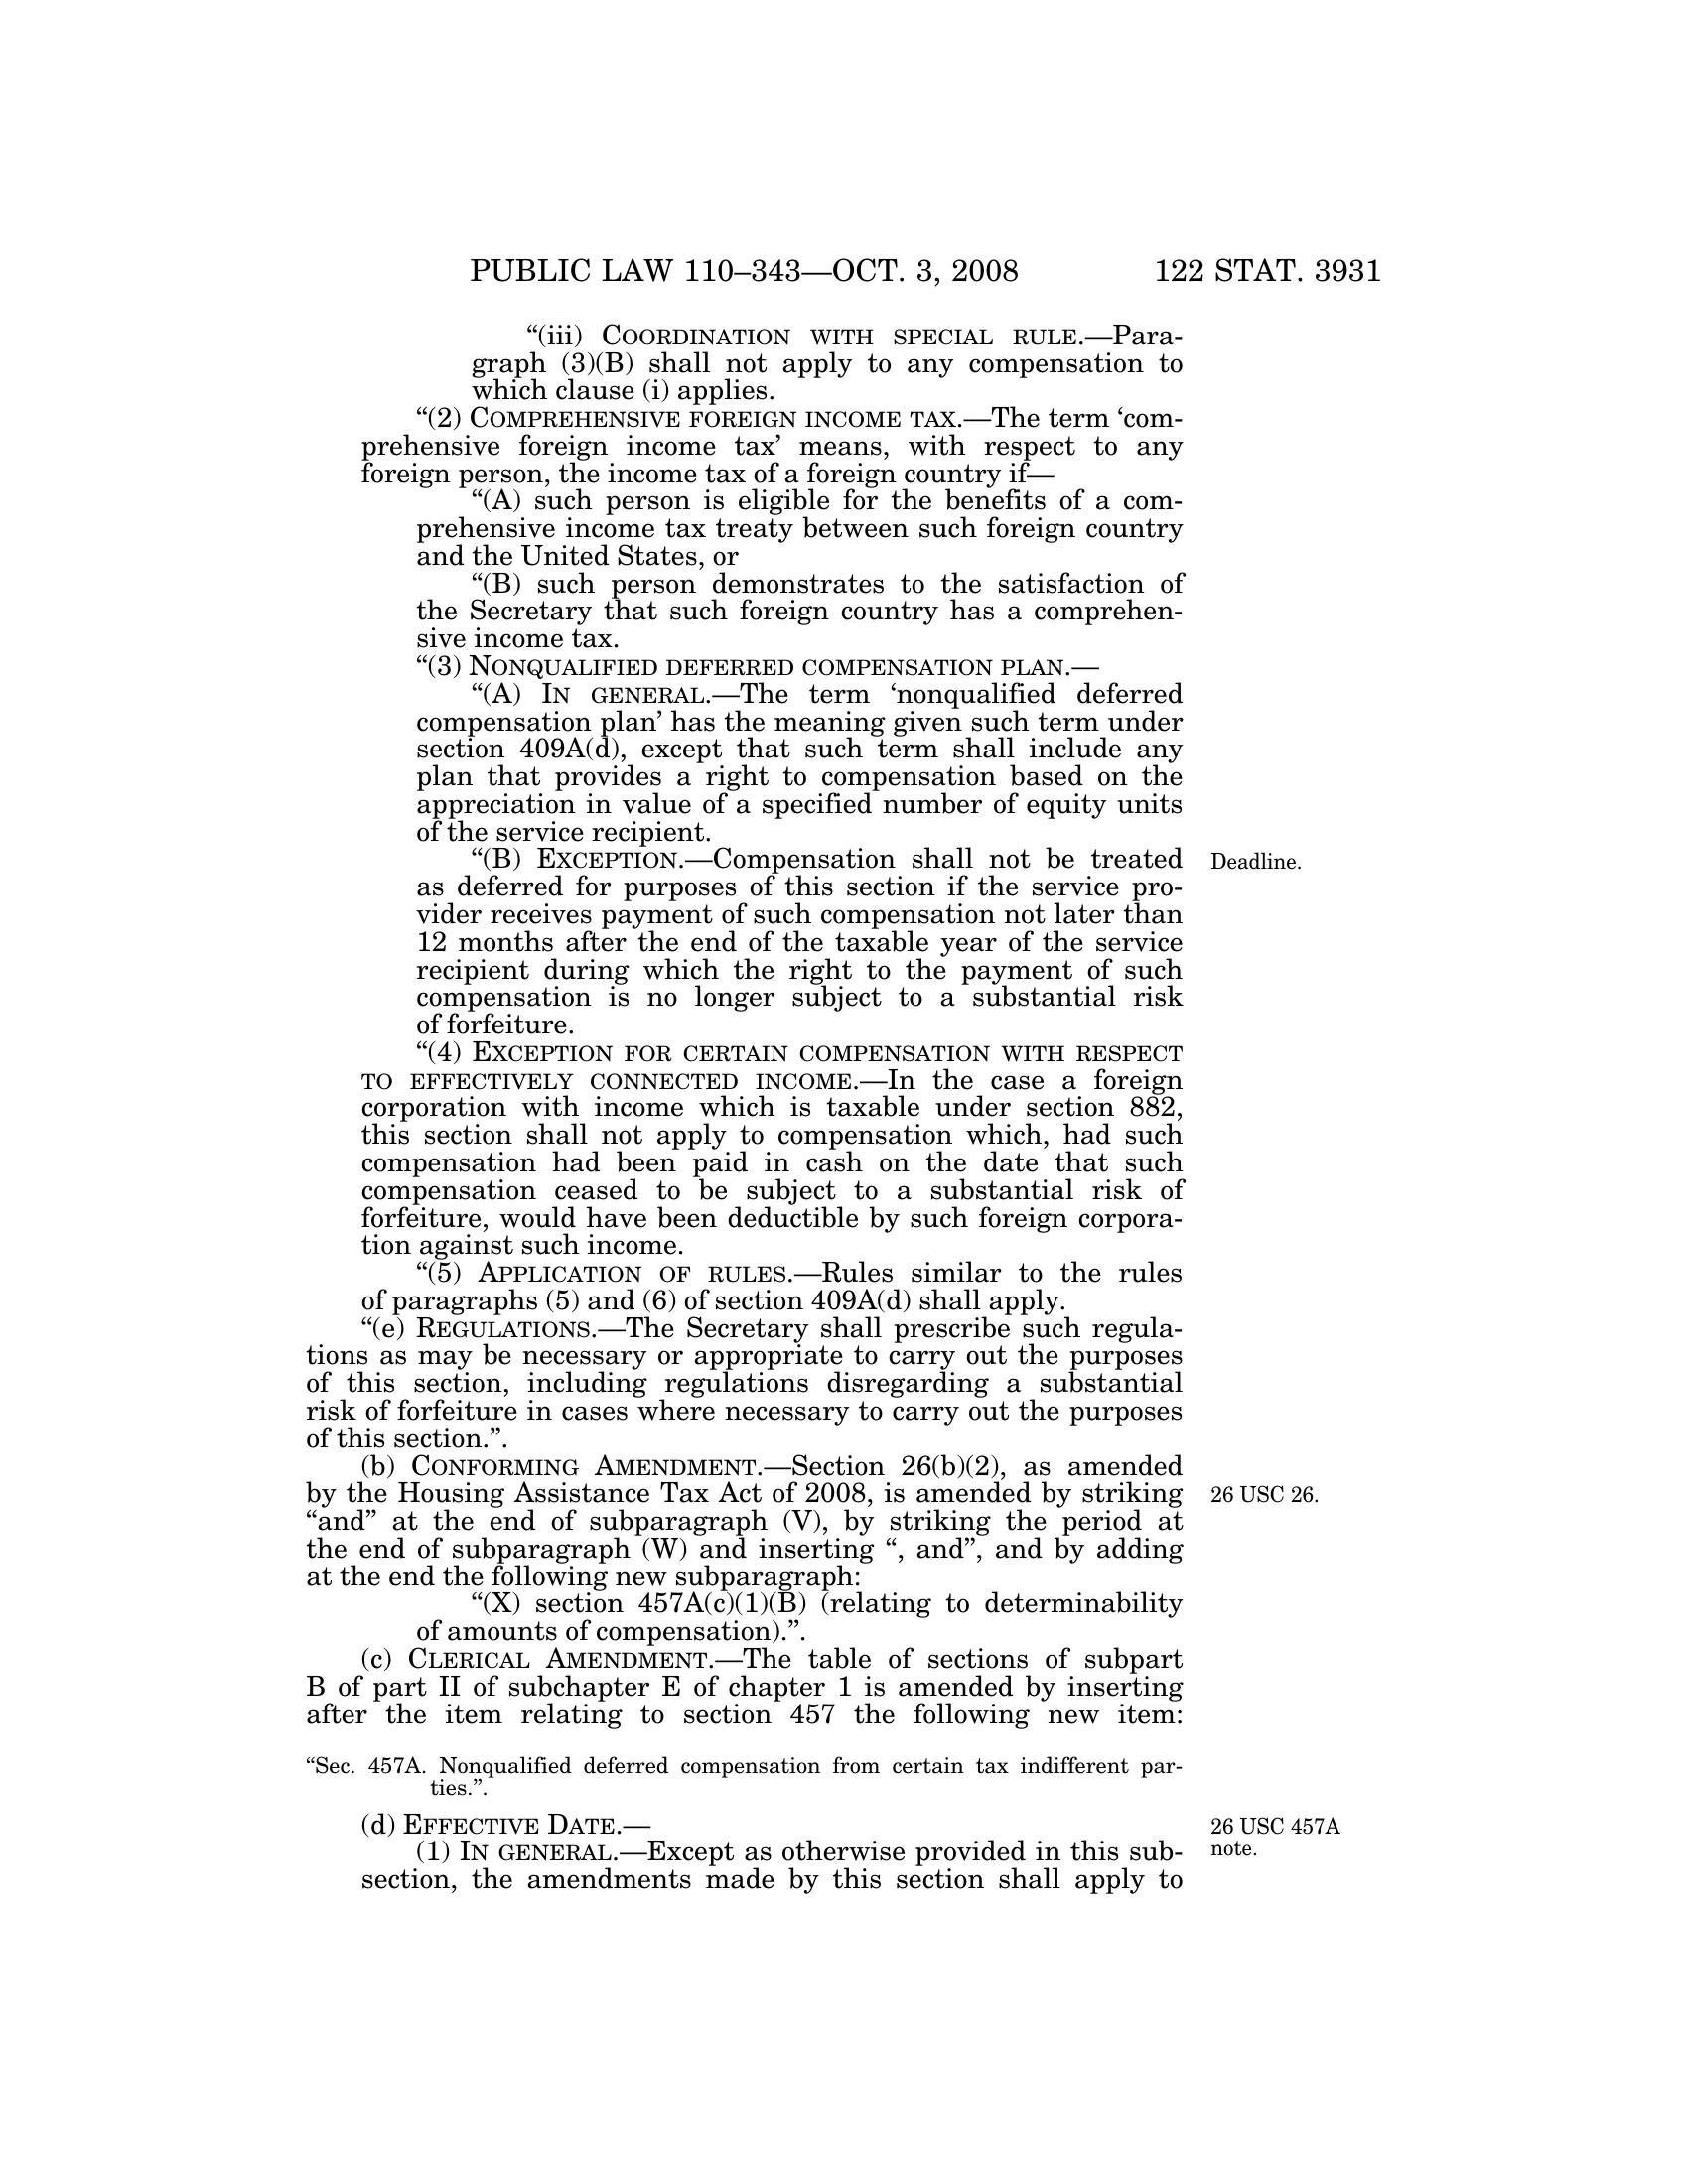 PUBLIC LAW 110–343—OCT. 3, 2008 122 STAT. 3931
“(iii) COORDINATION WITH SPECIAL RULE.—Para-
graph (3)(B) shall not apply to any compensation to
which clause (i) applies.
“(2) COMPREHENSIVE FOREIGN INCOME TAX.—The term ‘com-
prehensive foreign income tax’ means, with respect to any
foreign person, the income tax of a foreign country if—
“(A) such person is eligible for the benefits of a com-
prehensive income tax treaty between such foreign country
and the United States, or
“(B) such person demonstrates to the satisfaction of
the Secretary that such foreign country has a comprehen-
sive income tax.
“(3) NONQUALIFIED DEFERRED COMPENSATION PLAN.—
“(A) IN GENERAL.—The term ‘nonqualified deferred
compensation plan’ has the meaning given such term under
section 409A(d), except that such term shall include any
plan that provides a right to compensation based on the
appreciation in value of a specified number of equity units
of the service recipient.
“(B) EXCEPTION.—Compensation shall not be treated
Deadline.
as deferred for purposes of this section if the service pro-
vider receives payment of such compensation not later than
12 months after the end of the taxable year of the service
recipient during which the right to the payment of such
compensation is no longer subject to a substantial risk
of forfeiture.
“(4) EXCEPTION FOR CERTAIN COMPENSATION WITH RESPECT
TO EFFECTIVELY CONNECTED INCOME.—In the case a foreign
corporation with income which is taxable under section 882,
this section shall not apply to compensation which, had such
compensation had been paid in cash on the date that such
compensation ceased to be subject to a substantial risk of
forfeiture, would have been deductible by such foreign corpora-
tion against such income.
“(5) APPLICATION OF RULES.—Rules similar to the rules
of paragraphs (5) and (6) of section 409A(d) shall apply.
“(e) REGULATIONS.—The Secretary shall prescribe such regula-
tions as may be necessary or appropriate to carry out the purposes
of this section, including regulations disregarding a substantial
risk of forfeiture in cases where necessary to carry out the purposes
of this section.”.
(b) CONFORMING AMENDMENT.—Section 26(b)(2), as amended
by the Housing Assistance Tax Act of 2008, is amended by striking
26 USC 26.
“and” at the end of subparagraph (V), by striking the period at
the end of subparagraph (W) and inserting “, and”, and by adding
at the end the following new subparagraph:
“(X) section 457A(c)(1)(B) (relating to determinability
of amounts of compensation).”.
(c) CLERICAL AMENDMENT.—The table of sections of subpart
B of part II of subchapter E of chapter 1 is amended by inserting
after the item relating to section 457 the following new item:
“Sec. 457A. Nonqualified deferred compensation from certain tax indifferent par-
ties.”.
(d) EFFECTIVE DATE.—
26 USC 457A
note.
(1) IN GENERAL.—Except as otherwise provided in this sub-
section, the amendments made by this section shall apply to